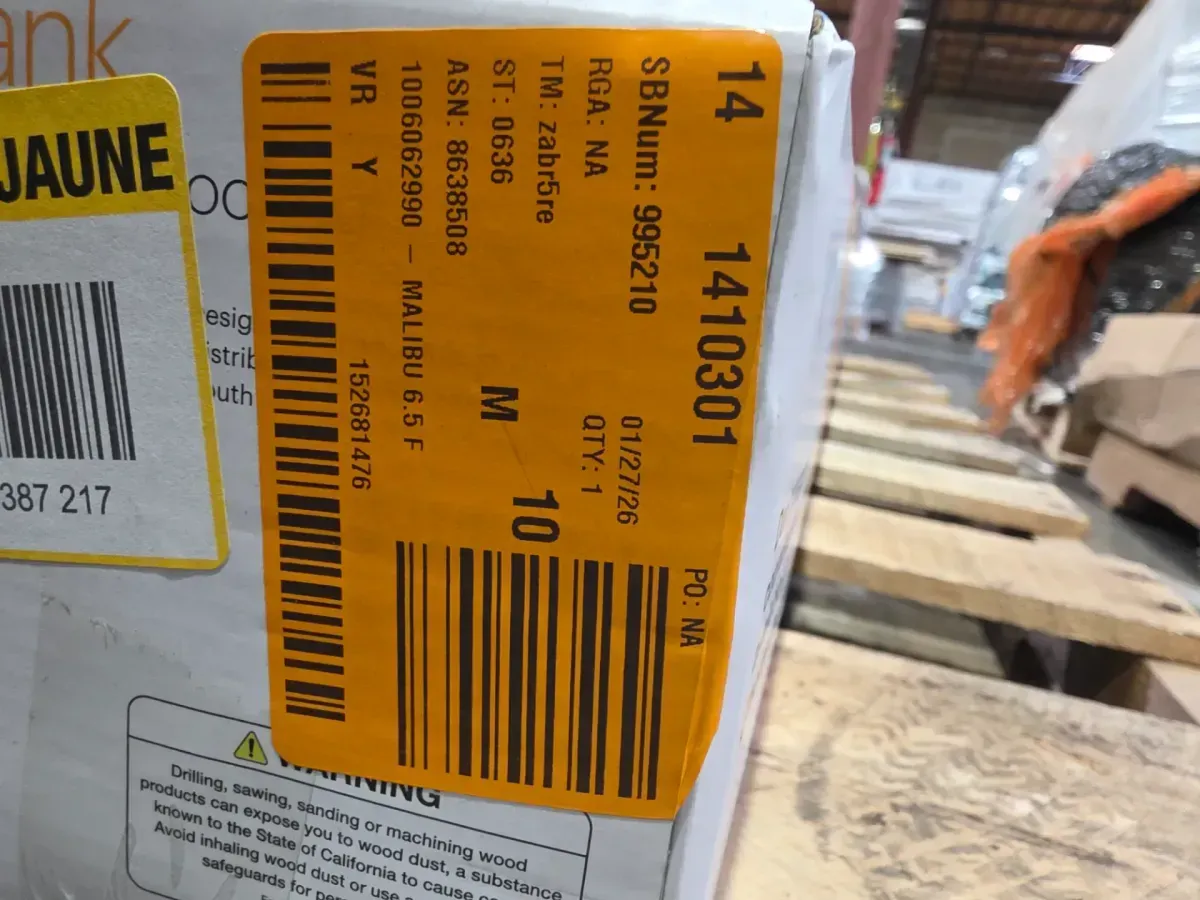 ank
JAUNE
387 217
esig
istrib
outh
14 1410301
PO: NA
SBNum: 995210 01/27/26
RGA: NA QTY: 1
TM: zabr5re 10
ST: 0636 M
ASN: 8638508
1006062990 - MALIBU 6.5 F
VR Y 152681476
WARNING
Drilling, sawing, sanding or machining wood
products can expose you to wood dust, a substance
known to the State of California to cause
Avoid inhaling wood dust or use
safeguards for